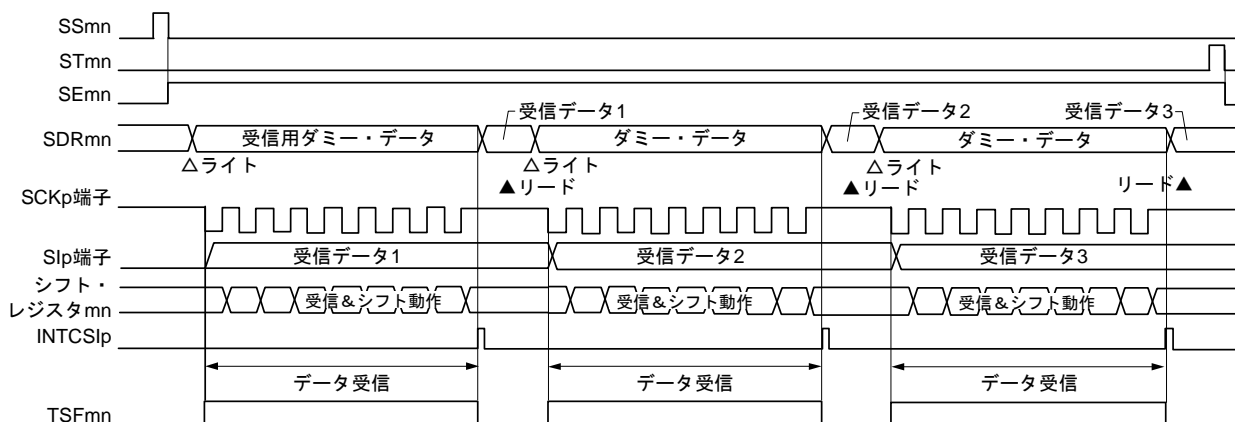 SSmn
STmn
SEmn
受信データ1 受信データ2 受信データ3
SDRmn 受信用ダミー・データ ダミー・データ ダミー・データ
△ライト △ライト △ライト
▲リード ▲リード リード▲
SCKp端子
SIp端子 受信データ1 受信データ2 受信データ3
シフト・
レジスタmn 受信&シフト動作 受信&シフト動作 受信&シフト動作
INTCSIp
データ受信 データ受信 データ受信
TSFmn